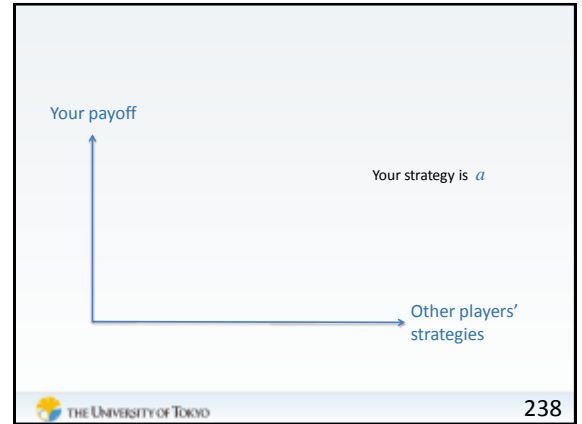 Your payoff
Your strategy is a
Other players’
strategies
THE UNIVERSITY OF TOKYO
238